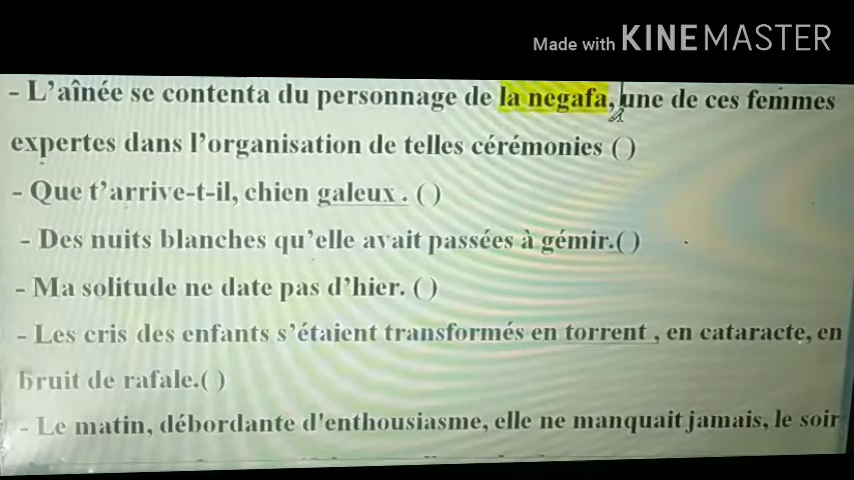 Made with KINEMASTER
- L'aînée se contenta du personnage de la negafa, une de ces femmes
expertes dans l'organisation de telles cérémonies ( )
- Que t'arrive-t-il, chien galeux . ( )
- Des nuits blanches qu'elle avait passées à gémir.( )
- Ma solitude ne date pas d'hier. ( )
- Les cris des enfants s'étaient transformés en torrent , en cataracte, en
bruit de rafale.( )
- Le matin, débordante d'enthousiasme, elle ne manquait jamais, le soir